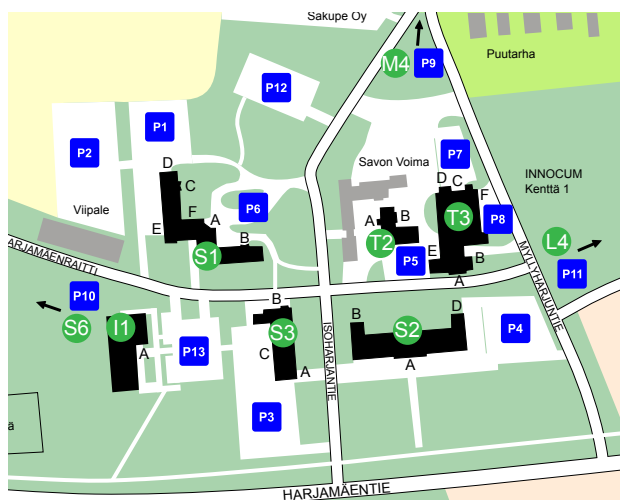 Sakupe Oy
M4
P9
Puutarha
P12
P1
P2
P7
Savon Voima
D
C
D
C
F
INNOCUM
Kenttä 1
Viipale
P6
F
A
E
B
S1
A
B
T2
T3
P8
E
B
P5
A
L4
P11
ARJAMÄENRAITTI
MYLLYHARJUNTIE
P10
S6
I1
A
P13
B
S3
C
A
ISOHARJANTIE
B
S2
D
A
P4
P3
ä
HARJAMÄENTIE